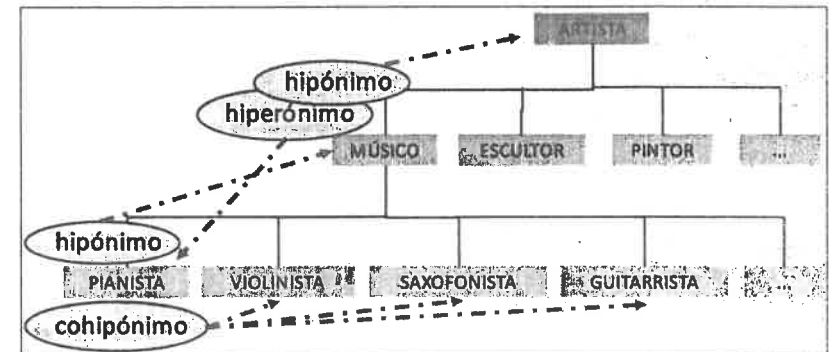 ARTISTA
hipónimo
hiperónimo
MÚSICO ESCULTOR PINTOR ...
hipónimo
PIANISTA VIOLINISTA SAXOFONISTA GUITARRISTA ...
cohipónimo